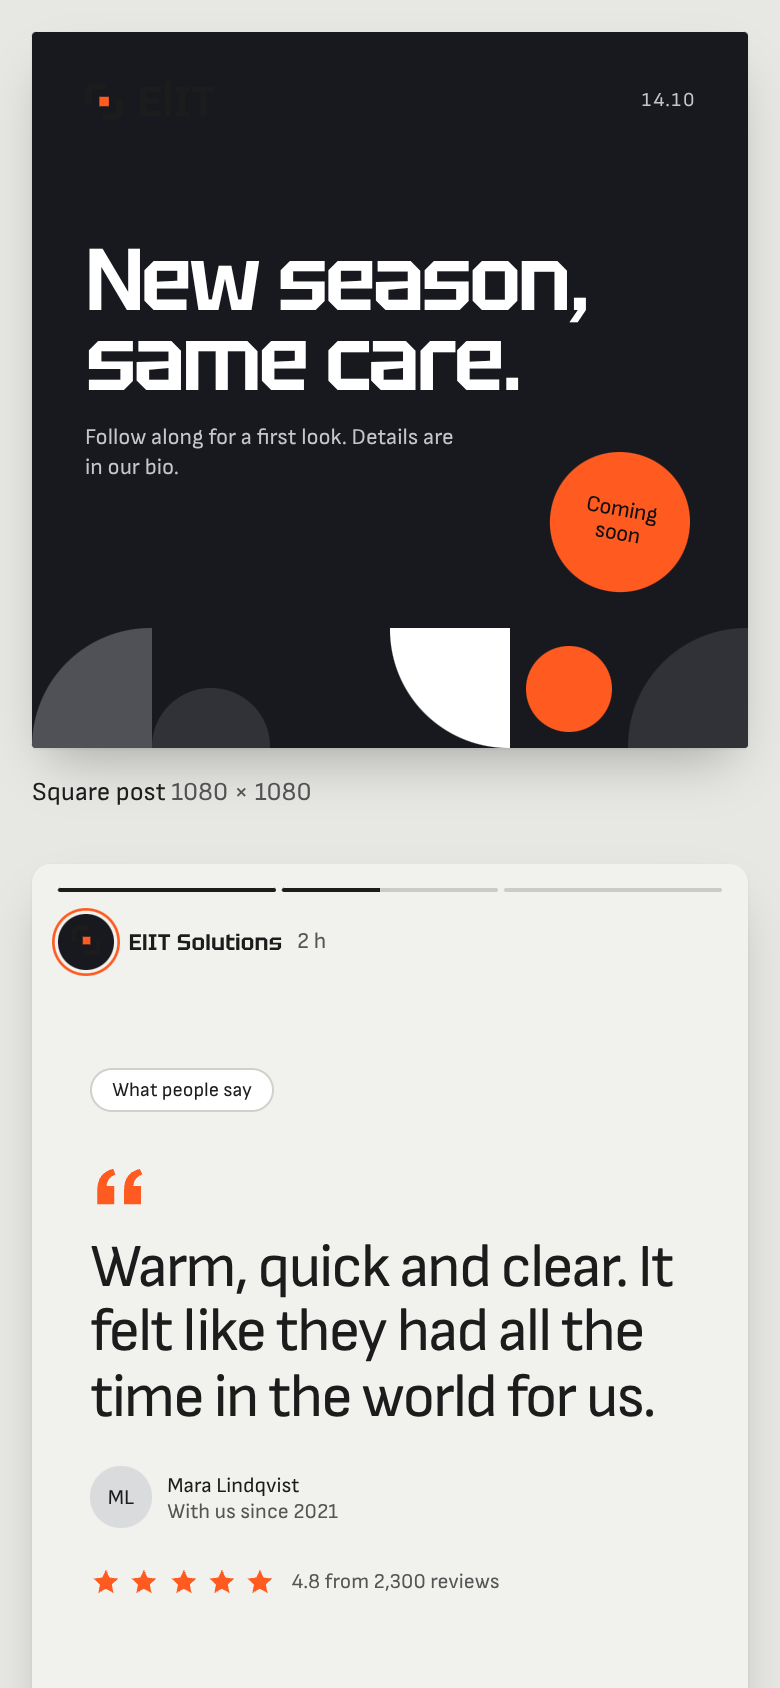 ElIT
14.10
New season,
same care.
Follow along for a first look. Details are
in our bio.
Coming
soon
Square post 1080 × 1080
ElIT Solutions 2 h
What people say
“
Warm, quick and clear. It
felt like they had all the
time in the world for us.
ML
Mara Lindqvist
With us since 2021
4.8 from 2,300 reviews